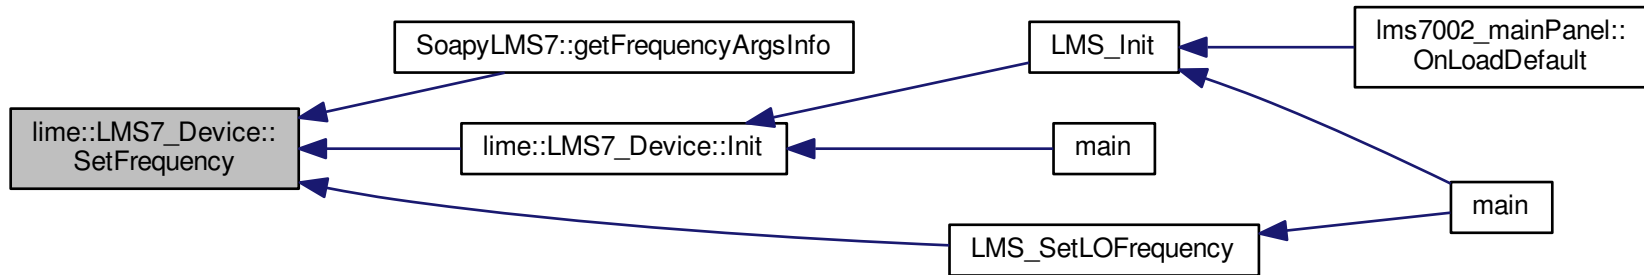 lime::LMS7_Device::
SetFrequency
SoapyLMS7::getFrequencyArgsInfo
lime::LMS7_Device::Init
LMS_SetLOFrequency
LMS_Init
main
lms7002_mainPanel::
OnLoadDefault
main